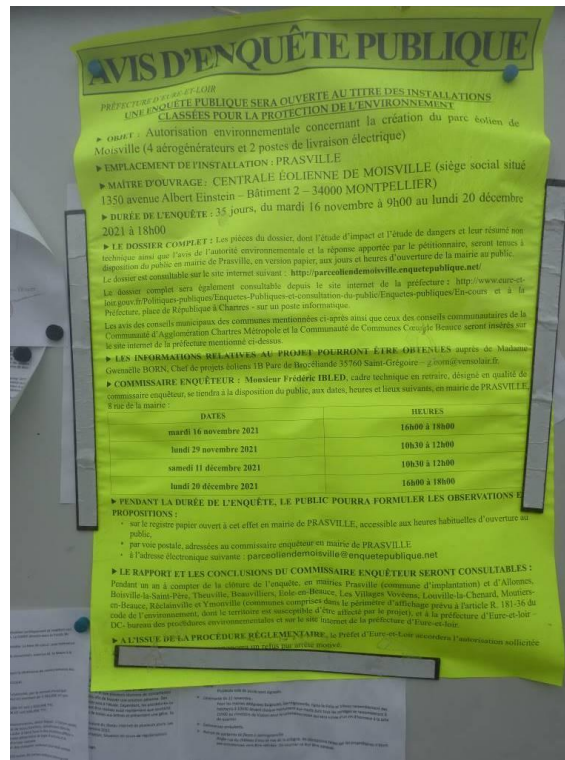 AVIS D'ENQUÊTE PUBLIQUE
PRÉFECTURE D'EURE-ET-LOIR
UNE ENQUÊTE PUBLIQUE SERA OUVERTE AU TITRE DES INSTALLATIONS
CLASSÉES POUR LA PROTECTION DE L'ENVIRONNEMENT
► OBJET : Autorisation environnementale concernant la création du parc éolien de
Moisville (4 aérogénérateurs et 2 postes de livraison électrique)
► EMPLACEMENT DE L'INSTALLATION : PRASVILLE
► MAÎTRE D'OUVRAGE : CENTRALE ÉOLIENNE DE MOISVILLE (siège social situé
1350 avenue Albert Einstein – Bâtiment 2 – 34000 MONTPELLIER)
► DURÉE DE L'ENQUÊTE : 35 jours, du mardi 16 novembre à 9h00 au lundi 20 décembre
2021 à 18h00
► LE DOSSIER COMPLET : Les pièces du dossier, dont l'étude d'impact et l'étude de dangers et leur résumé non
technique ainsi que l'avis de l'autorité environnementale et la réponse apportée par le pétitionnaire, seront tenues à
disposition du public en mairie de Prasville, en version papier, aux jours et heures d'ouverture de la mairie au public.
Le dossier est consultable sur le site internet suivant : http://parceoliendemoisville.enquetepublique.net/
Le dossier complet sera également consultable depuis le site internet de la préfecture : http://www.eure-et-
loir.gouv.fr/Politiques-publiques/Enquetes-Publiques-et-consultation-du-public/Enquetes-publiques/En-cours et à la
Préfecture, place de République à Chartres - sur un poste informatique.
Les avis des conseils municipaux des communes mentionnées ci-après ainsi que ceux des conseils communautaires de la
Communauté d'Agglomération Chartres Métropole et la Communauté de Communes Cœur de Beauce seront insérés sur
le site internet de la préfecture mentionné ci-dessus.
► LES INFORMATIONS RELATIVES AU PROJET POURRONT ÊTRE OBTENUES auprès de Madame
Gwenaëlle BORN, Chef de projets éoliens 1B Parc de Brocéliande 35760 Saint-Grégoire –
► COMMISSAIRE ENQUÊTEUR : Monsieur Frédéric IBLED, cadre technique en retraite, désigné en qualité de
commissaire enquêteur, se tiendra à la disposition du public, aux dates, heures et lieux suivants, en mairie de PRASVILLE,
8 rue de la mairie :
DATES HEURES
mardi 16 novembre 2021 16h00 à 18h00
lundi 29 novembre 2021 10h30 à 12h00
samedi 11 décembre 2021 10h30 à 12h00
lundi 20 décembre 2021 16h00 à 18h00
► PENDANT LA DURÉE DE L'ENQUÊTE, LE PUBLIC POURRA FORMULER LES OBSERVATIONS E
PROPOSITIONS :
• sur le registre papier ouvert à cet effet en mairie de PRASVILLE, accessible aux heures habituelles d'ouverture au
public,
• par voie postale, adressées au commissaire enquêteur en mairie de PRASVILLE
• à l'adresse électronique suivante : parceoliendemoisville@enquetepublique.net
► LE RAPPORT ET LES CONCLUSIONS DU COMMISSAIRE ENQUÊTEUR SERONT CONSULTABLES :
Pendant un an à compter de la clôture de l'enquête, en mairies Prasville (commune d'implantation) et d'Allonnes,
Boisville-la-Saint-Père, Theuville, Beauvilliers, Eole-en-Beauce, Les Villages Vovéens, Louville-la-Chenard, Moutiers-
en-Beauce, Réclainville et Ymonville (communes comprises dans le périmètre d'affichage prévu à l'article R. 181-36 du
code de l'environnement, dont le territoire est susceptible d'être affecté par le projet), et à la préfecture d'Eure-et-loir -
DC- bureau des procédures environnementales et sur le site internet de la préfecture d'Eure-et-loir.
► A L'ISSUE DE LA PROCÉDURE RÉGLEMENTAIRE, le Préfet d'Eure-et-Loir accordera l'autorisation sollicitée
un refus par arrêté motivé.